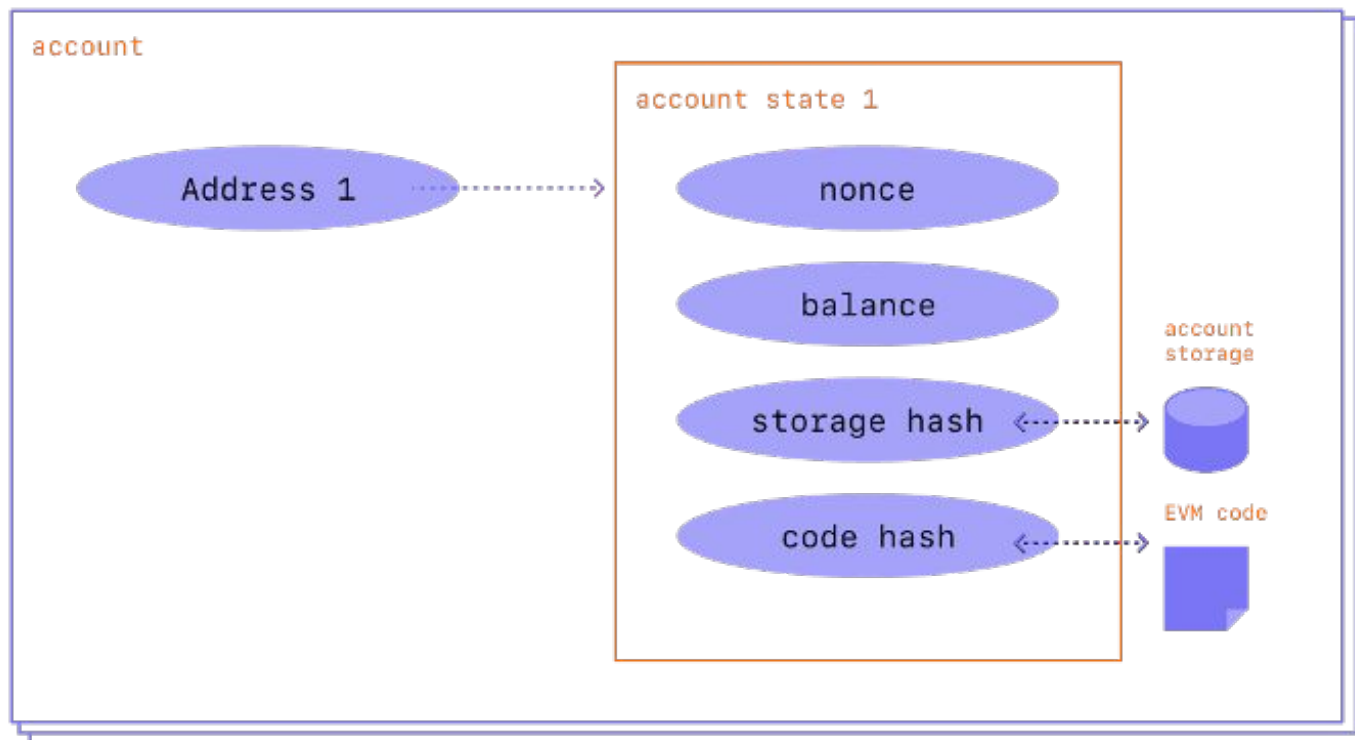 account
account state 1
Address 1
nonce
balance
account
storage
storage hash
EVM code
code hash